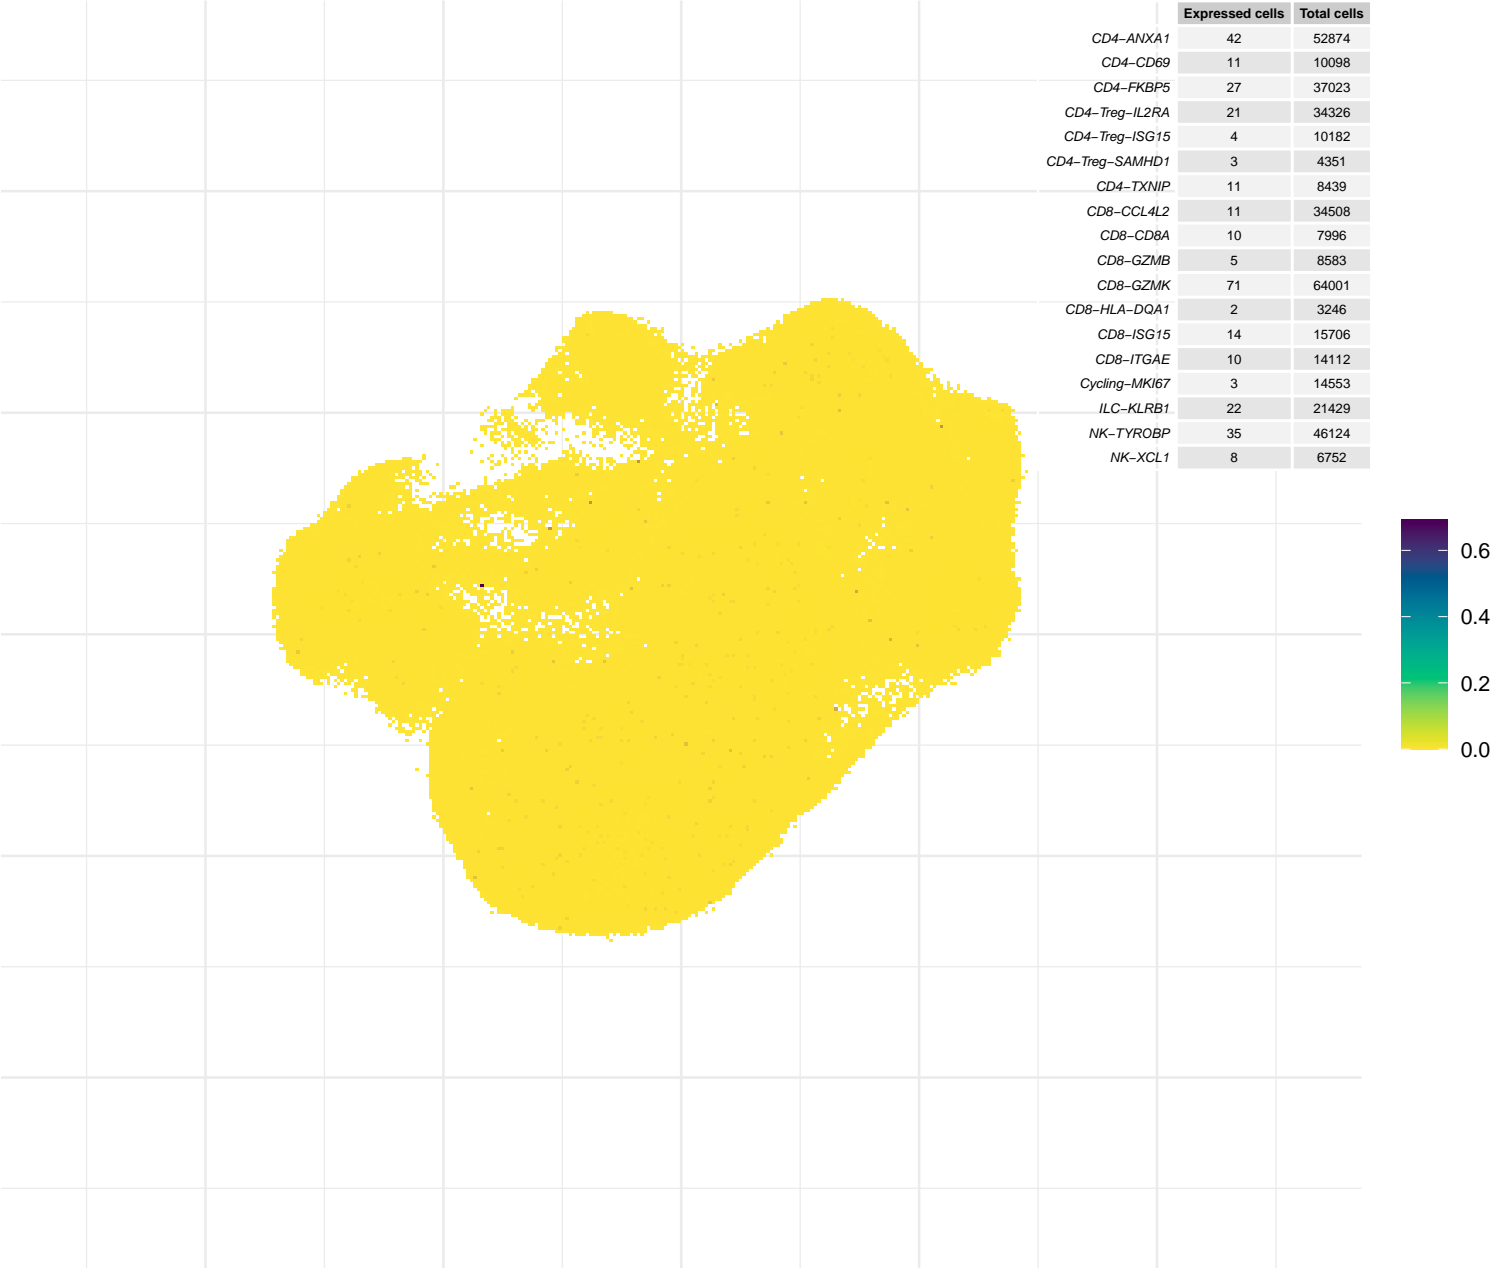 Expressed cells Total cells
CD4−ANXA1 42 52874
CD4−CD69 11 10098
CD4−FKBP5 27 37023
CD4−Treg−IL2RA 21 34326
CD4−Treg−ISG15 4 10182
CD4−Treg−SAMHD1 3 4351
CD4−TXNIP 11 8439
CD8−CCL4L2 11 34508
CD8−CD8A 10 7996
CD8−GZMB 5 8583
CD8−GZMK 71 64001
CD8−HLA−DQA1 2 3246
CD8−ISG15 14 15706
CD8−ITGAE 10 14112
Cycling−MKI67 3 14553
ILC−KLRB1 22 21429
NK−TYROBP 35 46124
NK−XCL1 8 6752
0.6
0.4
0.2
0.0